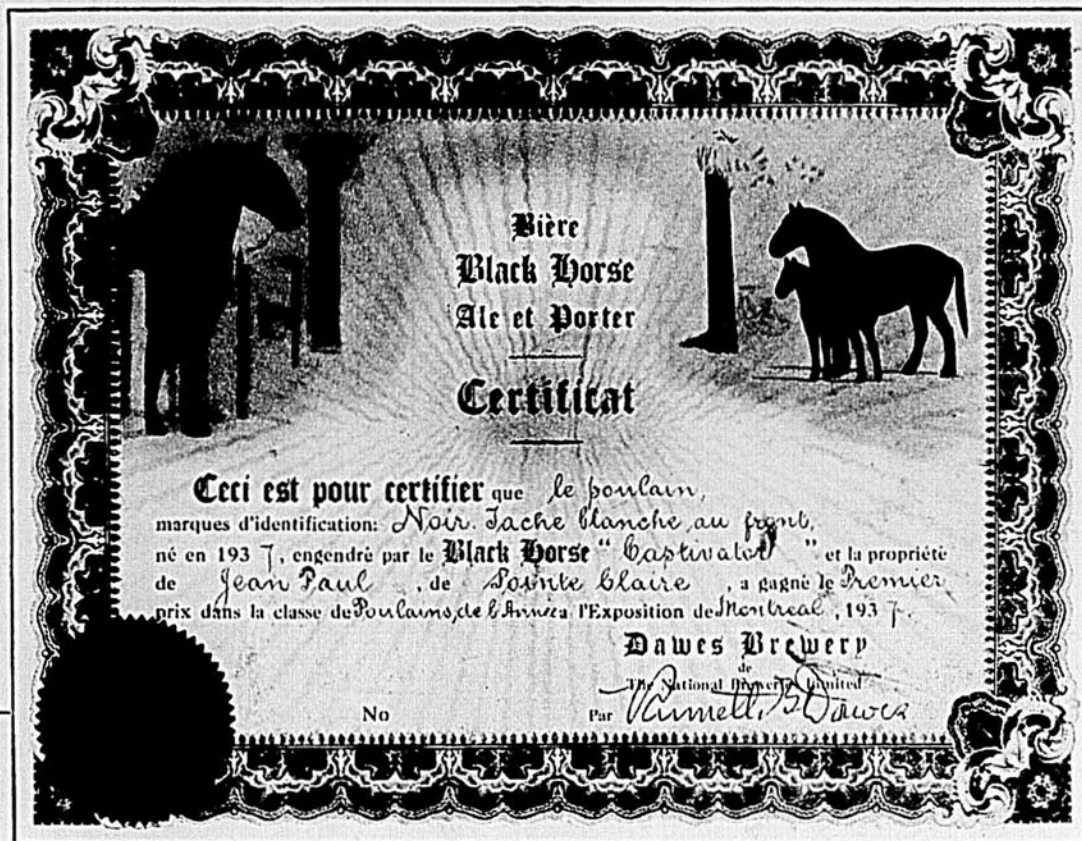 Bière
Black Horse
Ale et Porter
Certificat
Ceci est pour certifier que le poulain,
marques d'identification: Noir. Tache blanche au front,
né en 1937, engendré par le Black Horse "Captivator" et la propriété
de Jean Paul, de Pointe Claire, a gagné le Premier
prix dans la classe de Poulains, de l'Année a l'Exposition de Montreal, 1937.
Dawes Brewery
de
The National Breweries Limited
No
Par Dawes